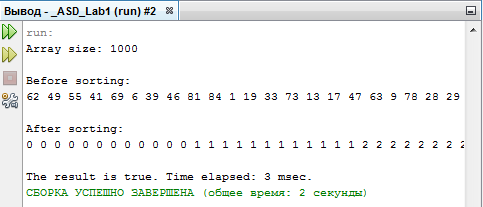 Вывод - _ASD_Lab1 (run) #2
run:
Array size: 1000
Before sorting:
62 49 55 41 69 6 39 46 81 84 1 19 33 73 13 17 47 63 9 78 28 29
After sorting:
0 0 0 0 0 0 0 0 0 0 0 0 1 1 1 1 1 1 1 1 1 1 1 1 2 2 2 2 2 2 2 2
The result is true. Time elapsed: 3 msec.
СБОРКА УСПЕШНО ЗАВЕРШЕНА (общее время: 2 секунды)